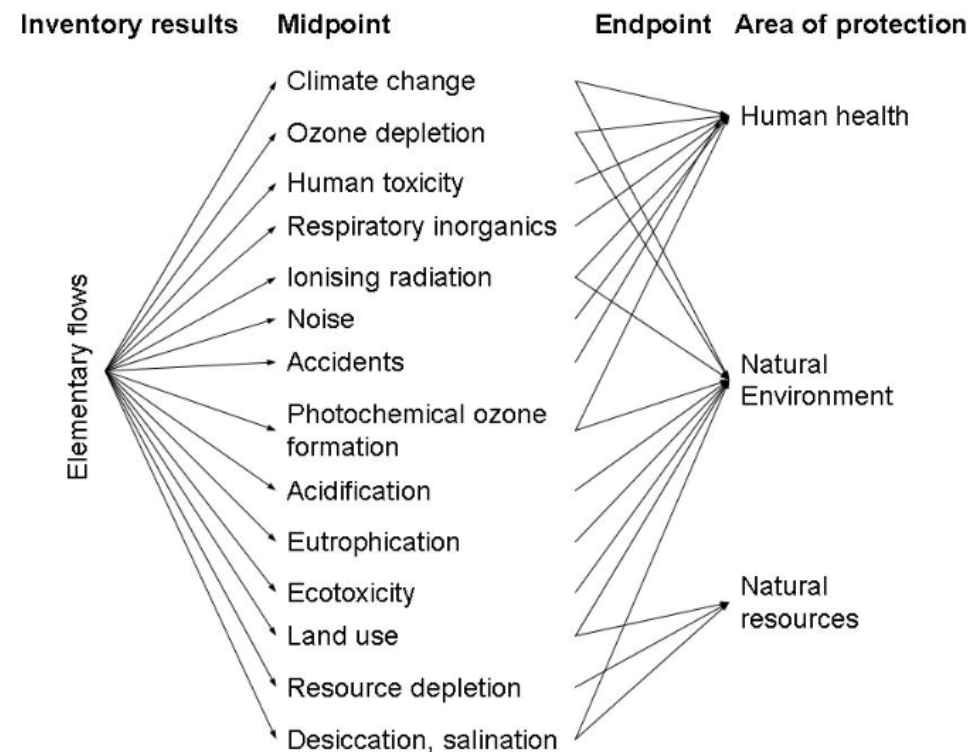 Inventory results Midpoint Endpoint Area of protection
Climate change
Ozone depletion
Human toxicity
Respiratory inorganics
Ionising radiation
Noise
Accidents
Photochemical ozone
formation
Acidification
Eutrophication
Ecotoxicity
Land use
Resource depletion
Desiccation, salination
Elementary flows
Human health
Natural
Environment
Natural
resources